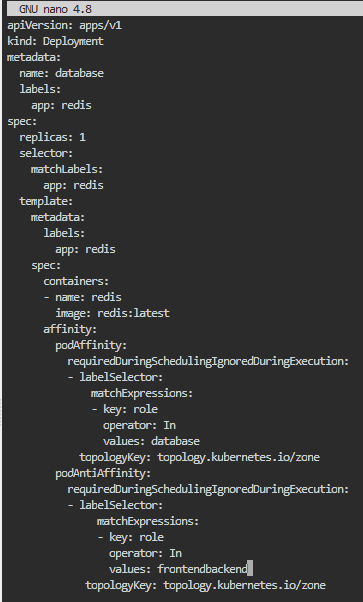 GNU nano 4.8
apiVersion: apps/v1
kind: Deployment
metadata:
  name: database
  labels:
    app: redis
spec:
  replicas: 1
  selector:
    matchLabels:
      app: redis
  template:
    metadata:
      labels:
        app: redis
    spec:
      containers:
      - name: redis
        image: redis:latest
      affinity:
        podAffinity:
          requiredDuringSchedulingIgnoredDuringExecution:
          - labelSelector:
              matchExpressions:
              - key: role
                operator: In
                values: database
            topologyKey: topology.kubernetes.io/zone
        podAntiAffinity:
          requiredDuringSchedulingIgnoredDuringExecution:
          - labelSelector:
               matchExpressions:
               - key: role
                 operator: In
                 values: frontendbackend
             topologyKey: topology.kubernetes.io/zone